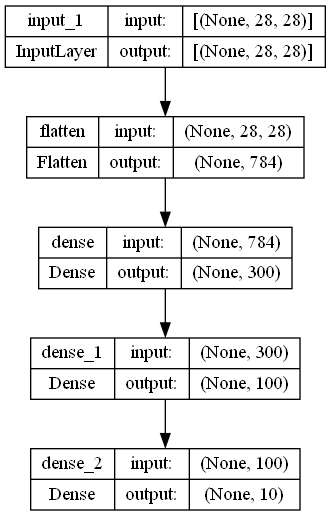 input_1 input: [(None, 28, 28)]
InputLayer output: [(None, 28, 28)]
flatten input: (None, 28, 28)
Flatten output: (None, 784)
dense input: (None, 784)
Dense output: (None, 300)
dense_1 input: (None, 300)
Dense output: (None, 100)
dense_2 input: (None, 100)
Dense output: (None, 10)